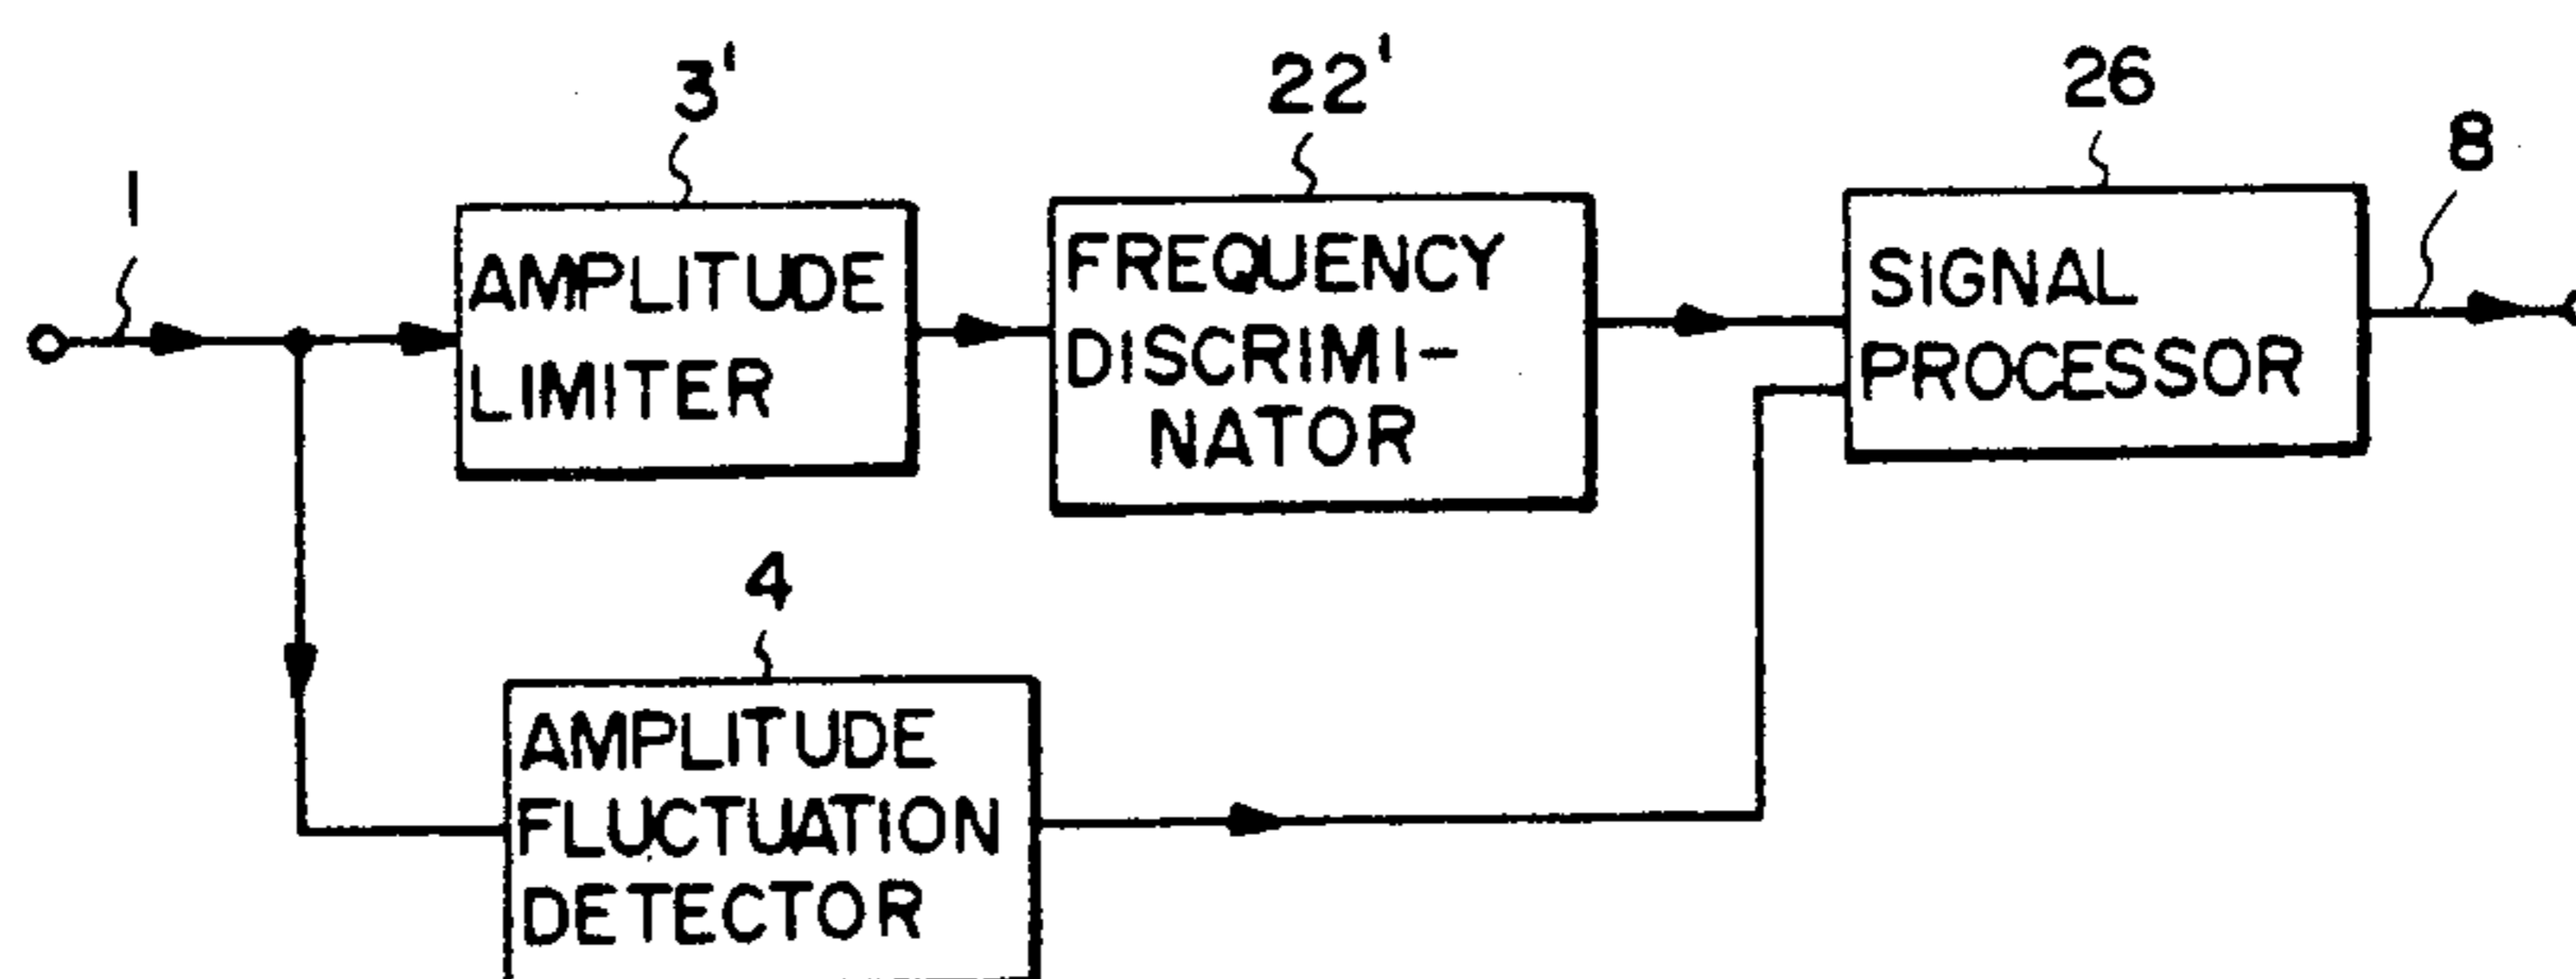 1
3'
AMPLITUDE
LIMITER
22'
FREQUENCY
DISCRIMI-
NATOR
26
SIGNAL
PROCESSOR
8
4
AMPLITUDE
FLUCTUATION
DETECTOR